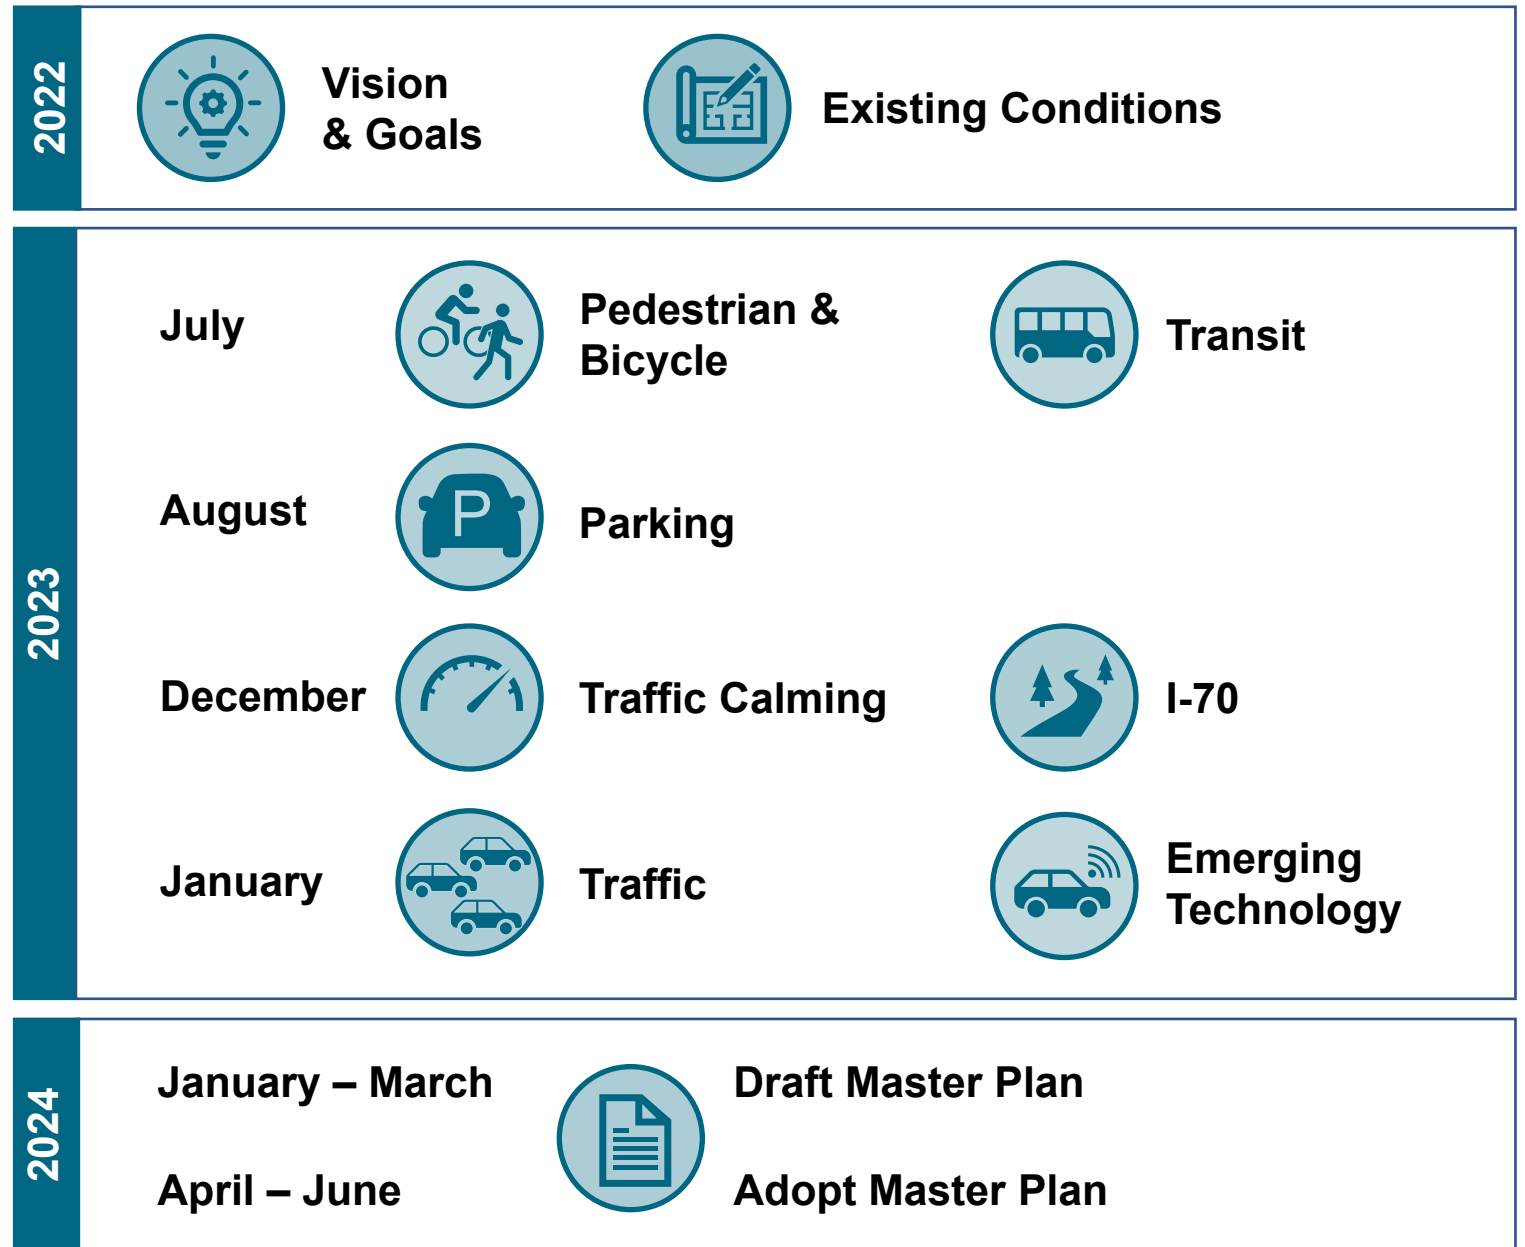 2022
Vision
& Goals
Existing Conditions
2023
July
Pedestrian &
Bicycle
Transit
August
P
Parking
December
Traffic Calming
I-70
January
Traffic
Emerging
Technology
2024
January – March
Draft Master Plan
April – June
Adopt Master Plan